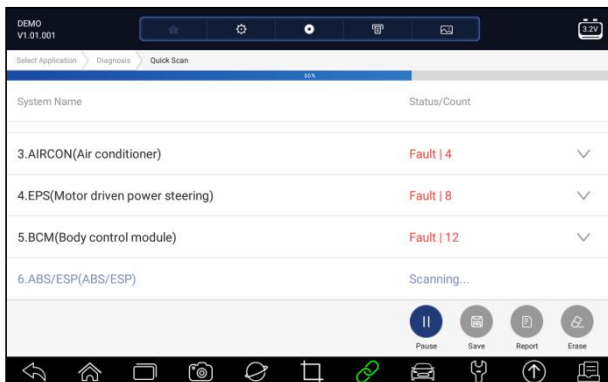 DEMO
V1.01.001
3.2V
Select Application Diagnosis Quick Scan
66%
System Name Status/Count
3.AIRCON(Air conditioner) Fault | 4
4.EPS(Motor driven power steering) Fault | 8
5.BCM(Body control module) Fault | 12
6.ABS/ESP(ABS/ESP) Scanning...
Pause Save Report Erase